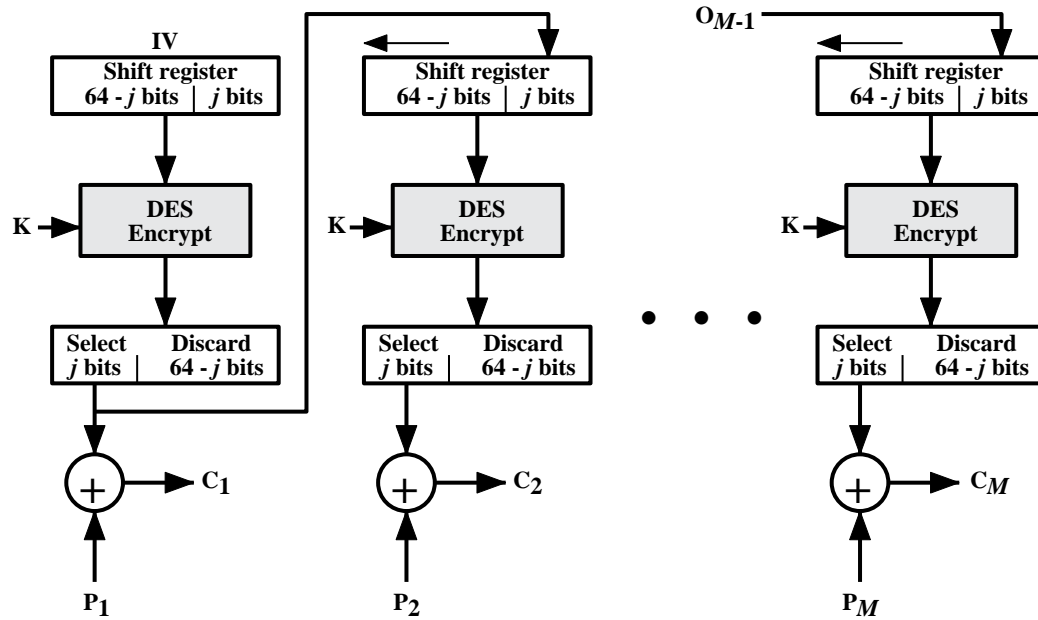 IV
Shift register
64 - j bits | j bits
K
DES
Encrypt
Select Discard
j bits | 64 - j bits
+
C1
P1
Shift register
64 - j bits | j bits
K
DES
Encrypt
Select Discard
j bits | 64 - j bits
+
C2
P2
• • •
OM-1
Shift register
64 - j bits | j bits
K
DES
Encrypt
Select Discard
j bits | 64 - j bits
+
CM
PM